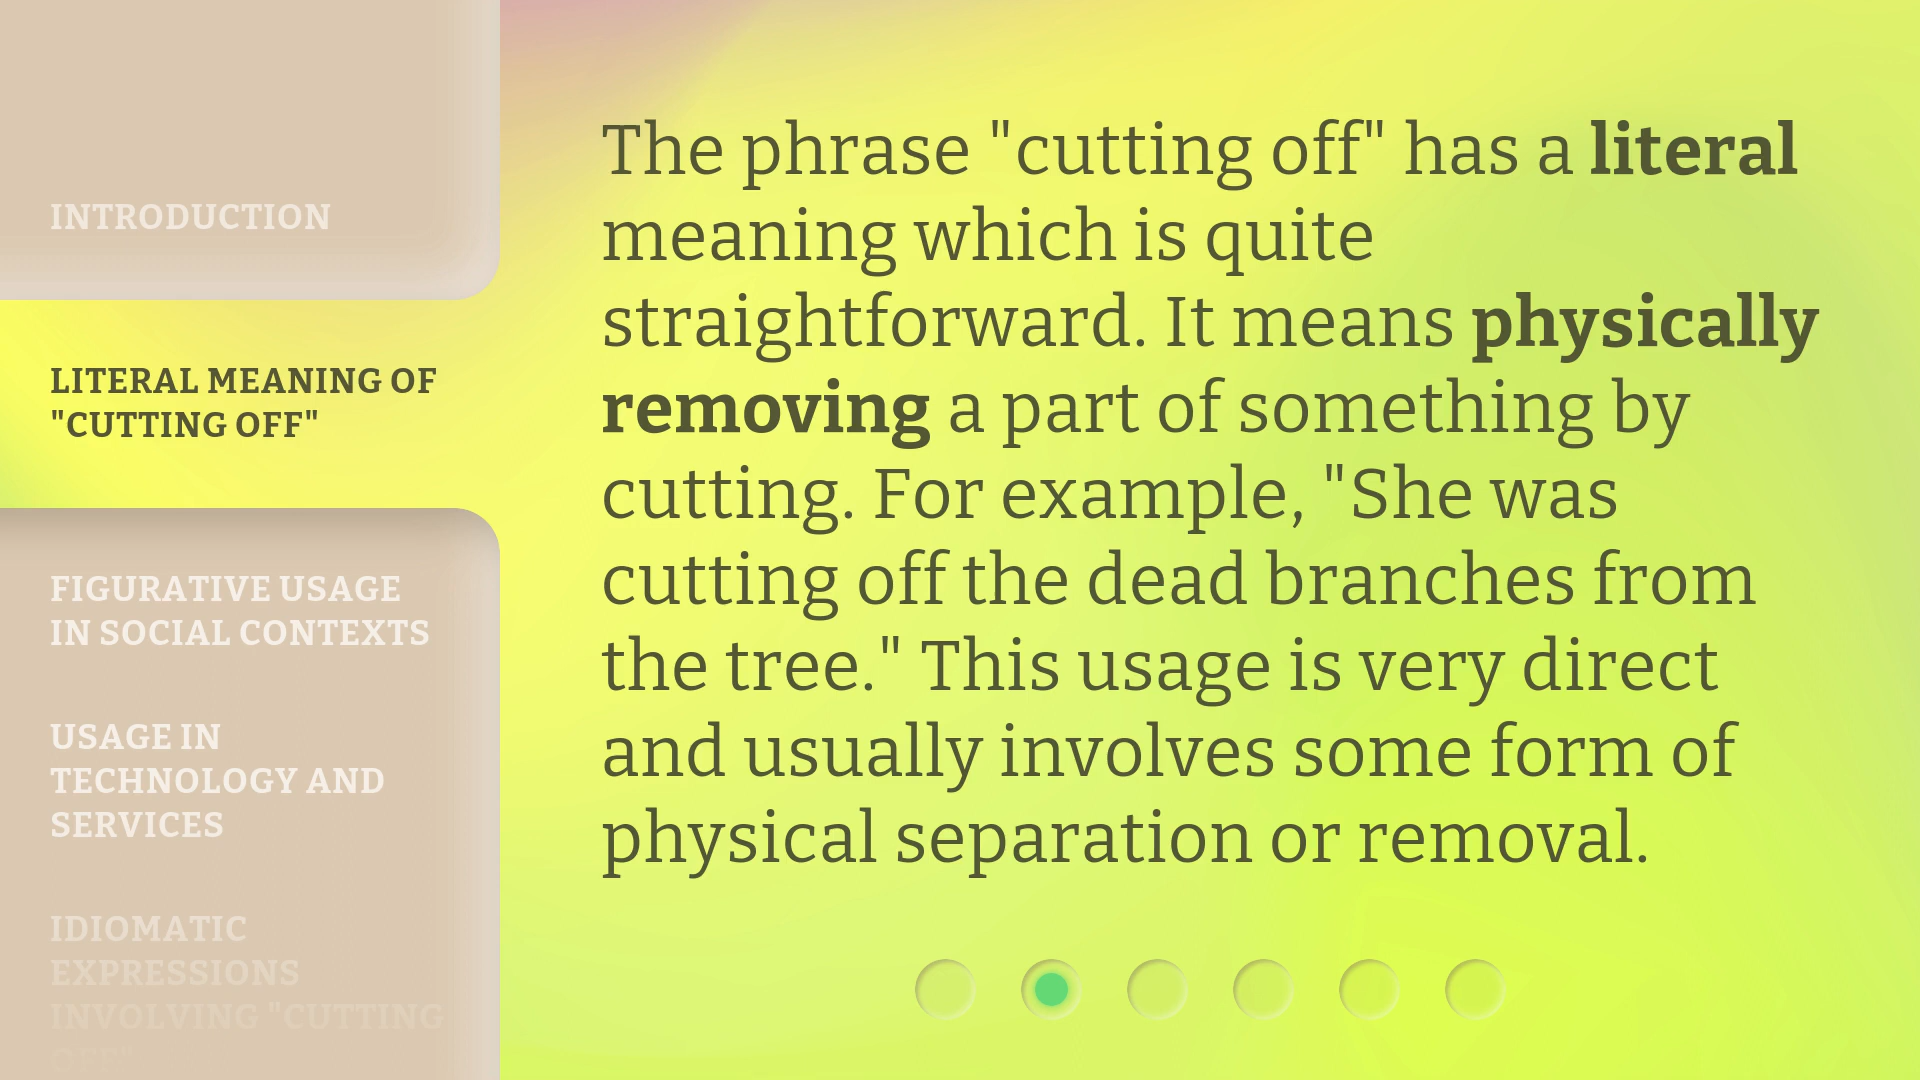 INTRODUCTION
LITERAL MEANING OF
"CUTTING OFF"
FIGURATIVE USAGE
IN SOCIAL CONTEXTS
USAGE IN
TECHNOLOGY AND
SERVICES
IDIOMATIC
EXPRESSIONS
INVOLVING "CUTTING
OFF"
The phrase "cutting off" has a literal
meaning which is quite
straightforward. It means physically
removing a part of something by
cutting. For example, "She was
cutting off the dead branches from
the tree." This usage is very direct
and usually involves some form of
physical separation or removal.